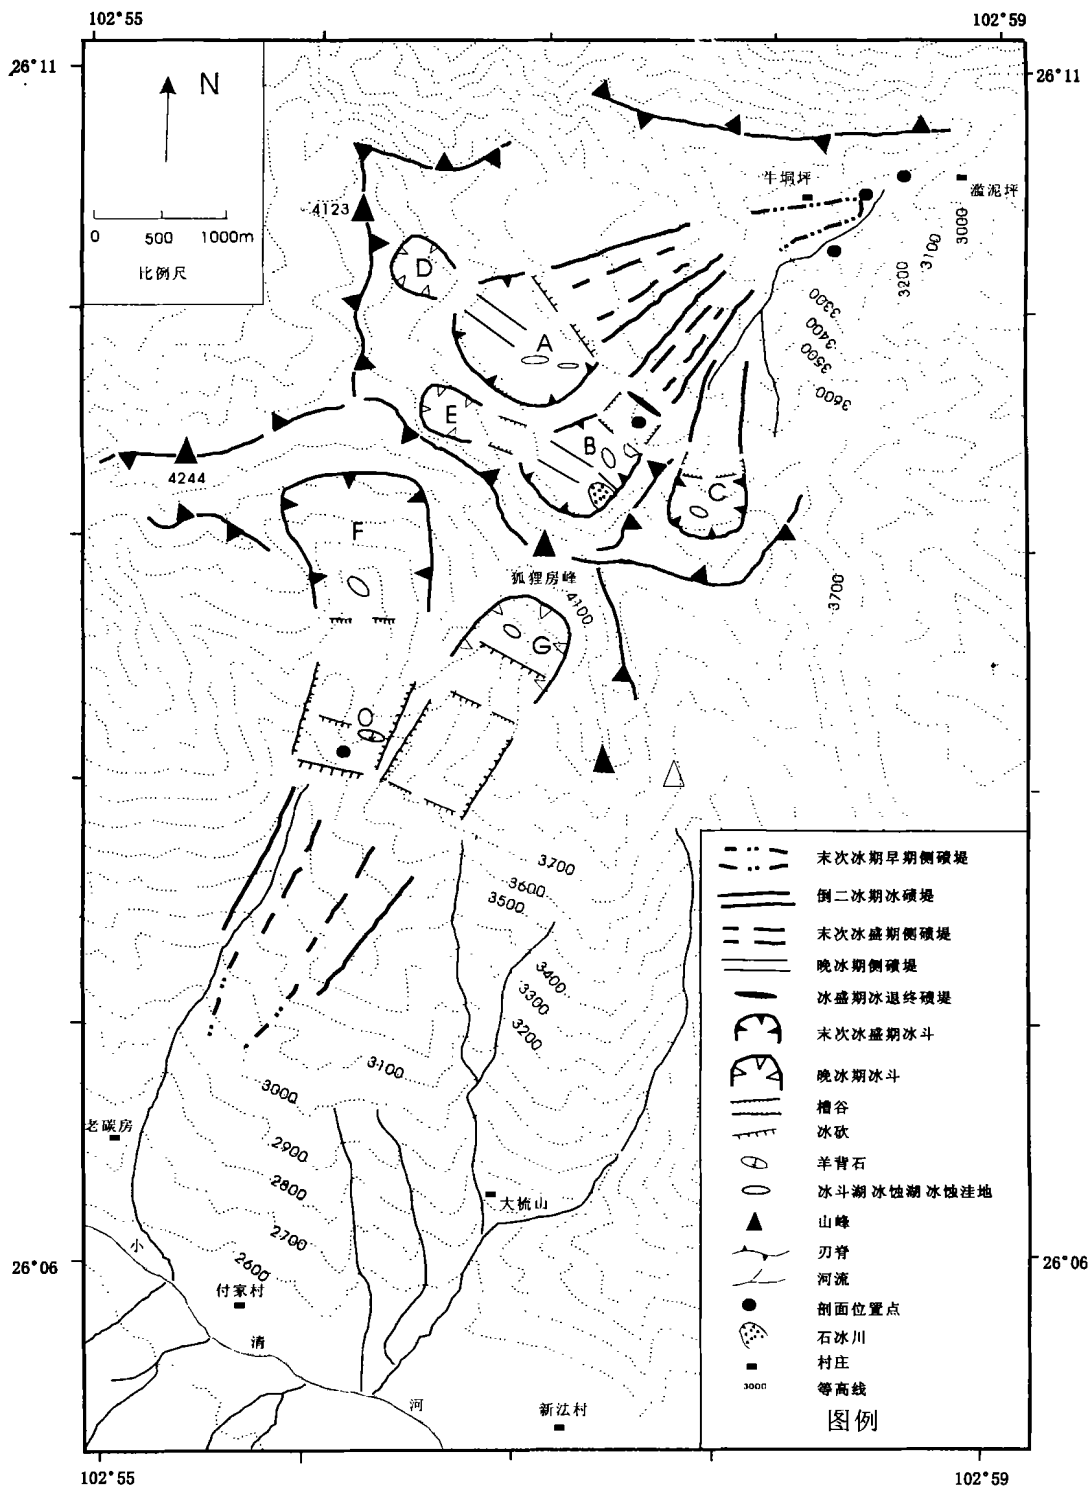 102°55
102°59
26°11
26°11
N
0 500 1000m
比例尺
牛垌坪
滥泥坪
4123
3000
3100
3200
3300
3400
3500
3600
D
A
E
B
C
4244
F
狐狸房峰
4100
3700
G
3700
3600
3500
3400
3300
3200
3100
3000
2900
2800
2700
2600
老碳房
大梳山
小
付家村
清
河
新法村
末次冰期早期侧碛堤
倒二冰期冰碛堤
末次冰盛期侧碛堤
晚冰期侧碛堤
冰盛期冰退终碛堤
末次冰盛期冰斗
晚冰期冰斗
槽谷
冰砍
羊背石
冰斗湖冰蚀湖冰蚀洼地
山峰
刃脊
河流
剖面位置点
石冰川
村庄
3000 等高线
图例
26°06
26°06
102°55
102°59